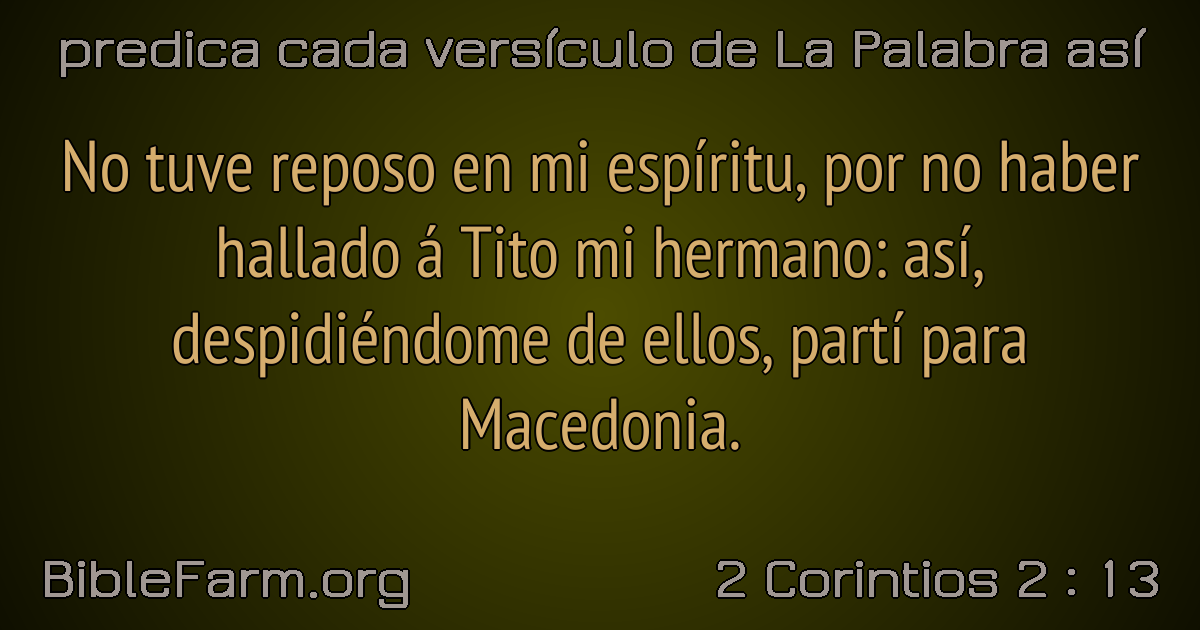 predica cada versículo de La Palabra así
No tuve reposo en mi espíritu, por no haber
hallado á Tito mi hermano: así,
despidiéndome de ellos, partí para
Macedonia.
BibleFarm.org
2 Corintios 2 : 13